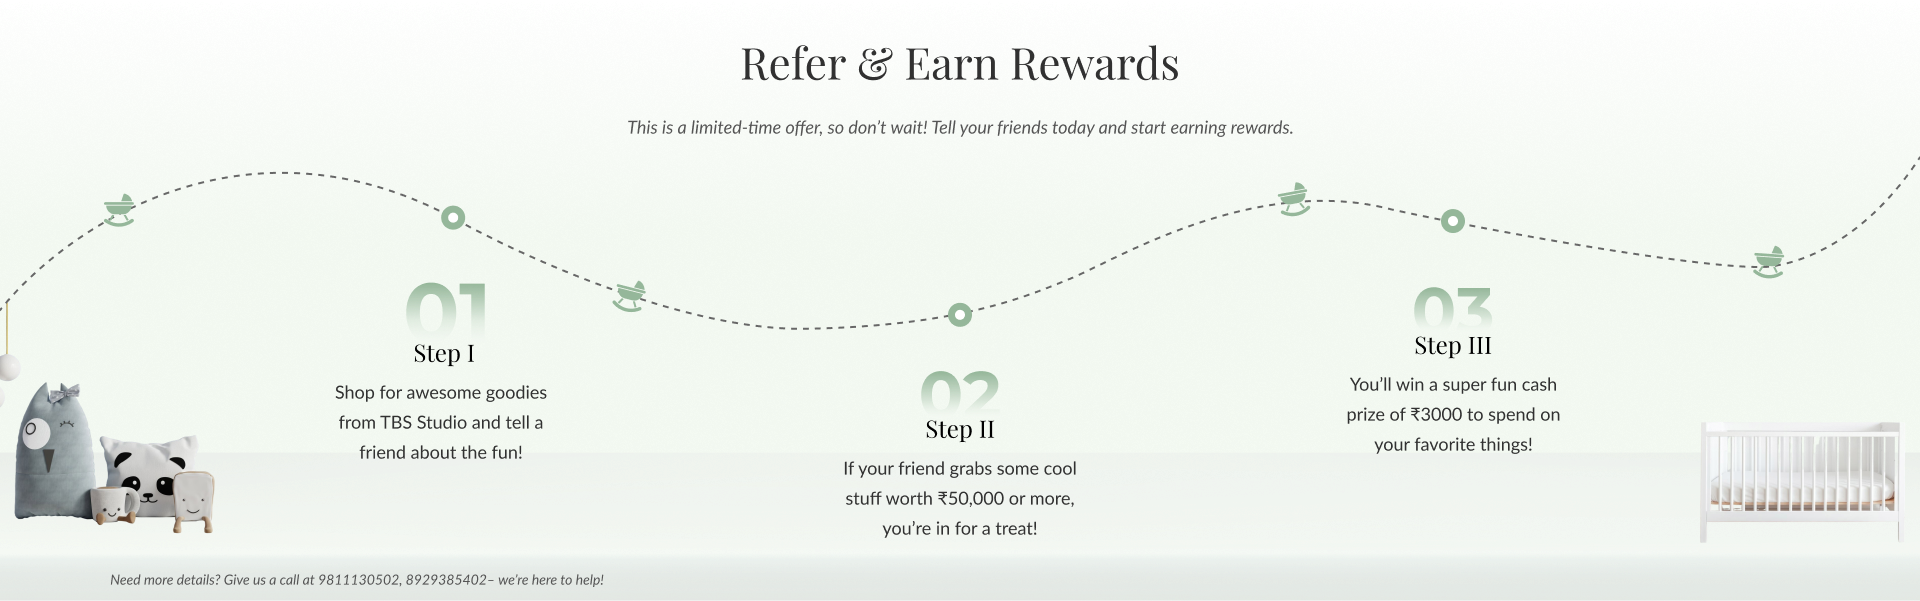 Refer & Earn Rewards
This is a limited-time offer, so don’t wait! Tell your friends today and start earning rewards.
01
Step I
Shop for awesome goodies
from TBS Studio and tell a
friend about the fun!
02
Step II
If your friend grabs some cool
stuff worth ₹50,000 or more,
you’re in for a treat!
03
Step III
You’ll win a super fun cash
prize of ₹3000 to spend on
your favorite things!
Need more details? Give us a call at 9811130502, 8929385402– we’re here to help!